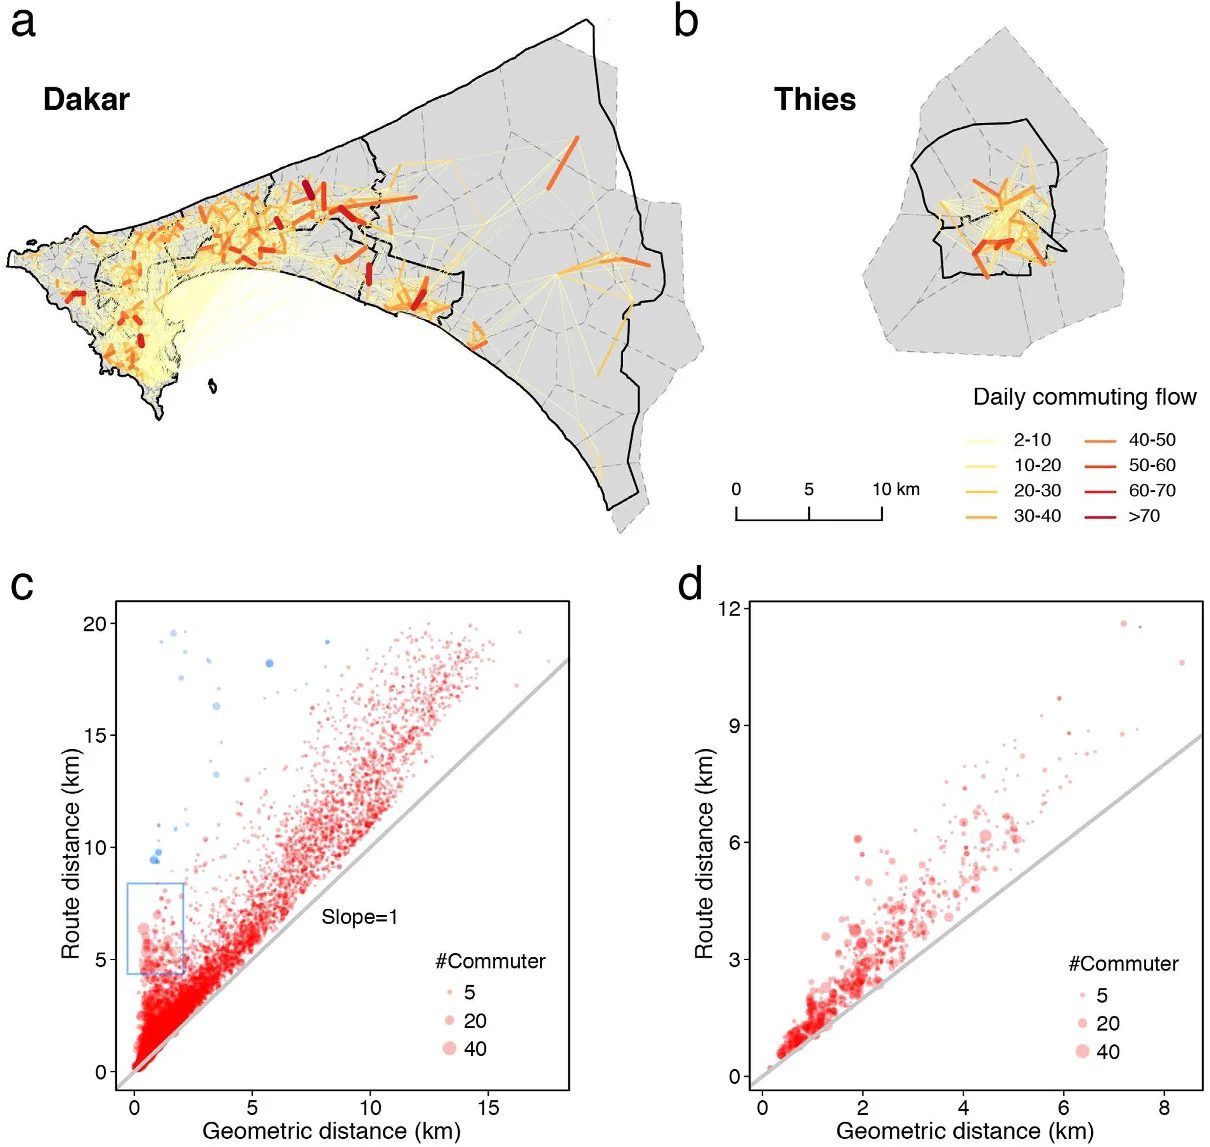 a
b
Dakar
Thies
Daily commuting flow
2-10
40-50
10-20
50-60
20-30
60-70
30-40
>70
0
5
10 km
c
d
20
15
10
5
0
Route distance (km)
Slope=1
#Commuter
5
20
40
0
5
10
15
Geometric distance (km)
12
9
6
3
0
Route distance (km)
#Commuter
5
20
40
0
2
4
6
8
Geometric distance (km)